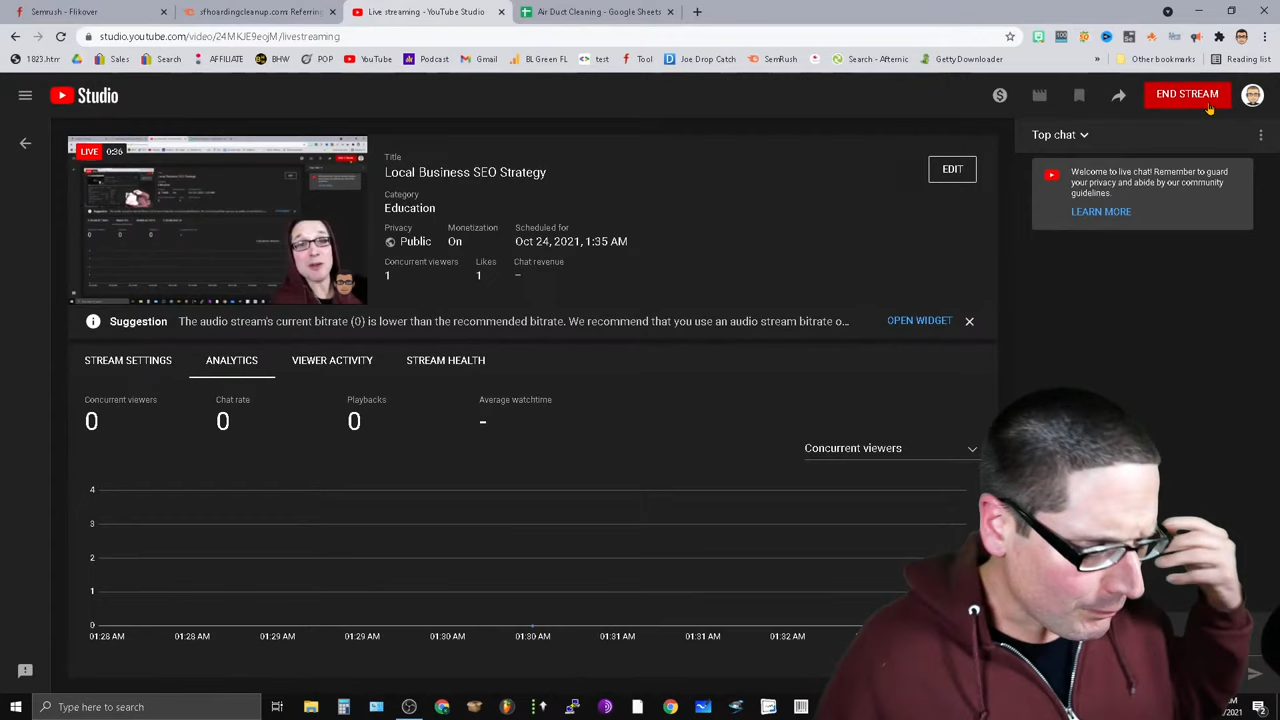 Semrush - Flikover
sfhoardingcleanup.com: Referring
Live streaming - YouTube Studio
Air Duct Cleaning - Google Sheets
studio.youtube.com/video/24MKJE9eojM/livestreaming
1823.htm
Sales
Search
AFFILIATE
BHW
POP
YouTube
Podcast
Gmail
BL Green FL
test
Tool
Joe Drop Catch
SemRush
Search - Afternic
GettyDownloader
Other bookmarks
Reading list
Studio
END STREAM
LIVE 0:36
Title
Local Business SEO Strategy
EDIT
Category
Education
Privacy
Public
Monetization
On
Scheduled for
Oct 24, 2021, 1:35 AM
Concurrent viewers
1
Likes
1
Chat revenue
–
Top chat
Welcome to live chat! Remember to guard
your privacy and abide by our community
guidelines.
LEARN MORE
Suggestion The audio stream's current bitrate (0) is lower than the recommended bitrate. We recommend that you use an audio stream bitrate o... OPEN WIDGET
STREAM SETTINGS ANALYTICS VIEWER ACTIVITY STREAM HEALTH
Concurrent viewers
0
Chat rate
0
Playbacks
0
Average watchtime
-
Concurrent viewers
4
3
2
1
0
01:28 AM 01:28 AM 01:29 AM 01:29 AM 01:30 AM 01:30 AM 01:31 AM 01:31 AM 01:32 AM
Type here to search